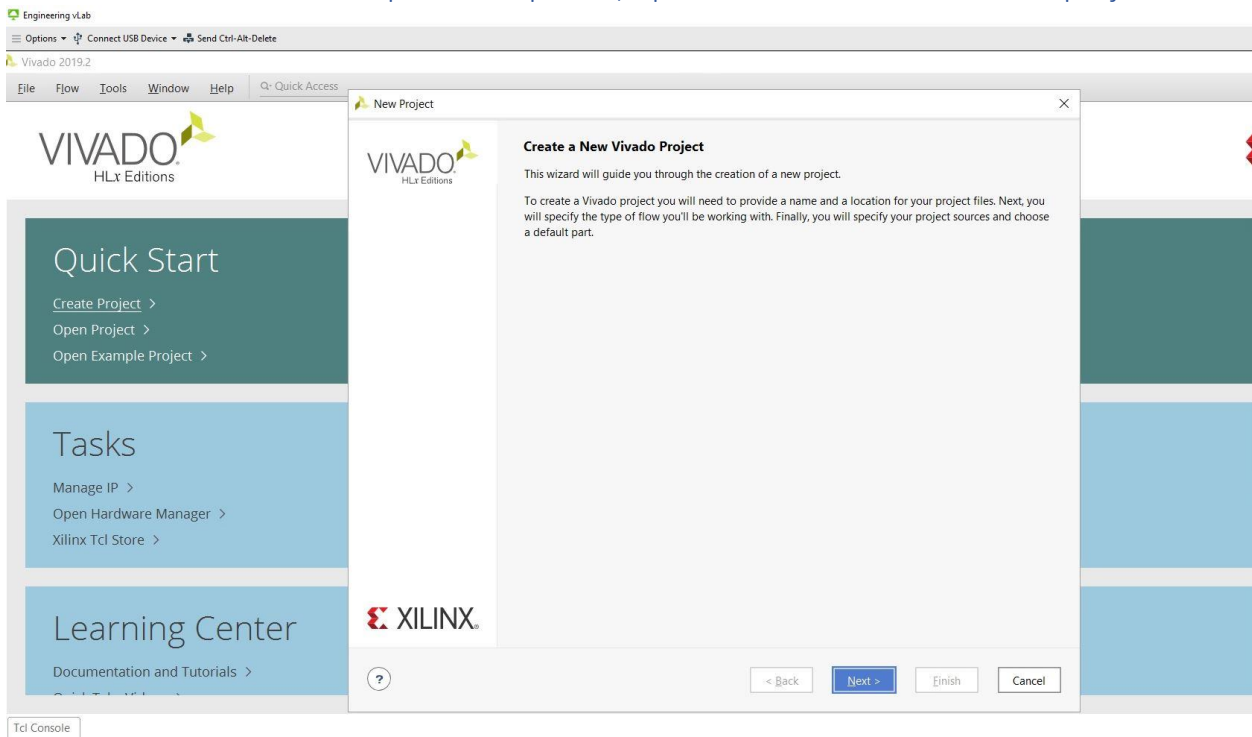 Engineering vLab
Options Connect USB Device Send Ctrl-Alt-Delete
Vivado 2019.2
File Flow Tools Window Help Quick Access
New Project
VIVADO.
HLx Editions
Quick Start
Create Project >
Open Project >
Open Example Project >
Tasks
Manage IP >
Open Hardware Manager >
Xilinx Tcl Store >
Learning Center
Documentation and Tutorials >
VIVADO.
HLx Editions
Create a New Vivado Project
This wizard will guide you through the creation of a new project.
To create a Vivado project you will need to provide a name and a location for your project files. Next, you
will specify the type of flow you'll be working with. Finally, you will specify your project sources and choose
a default part.
XILINX®
?
< Back Next > Finish Cancel
Tcl Console